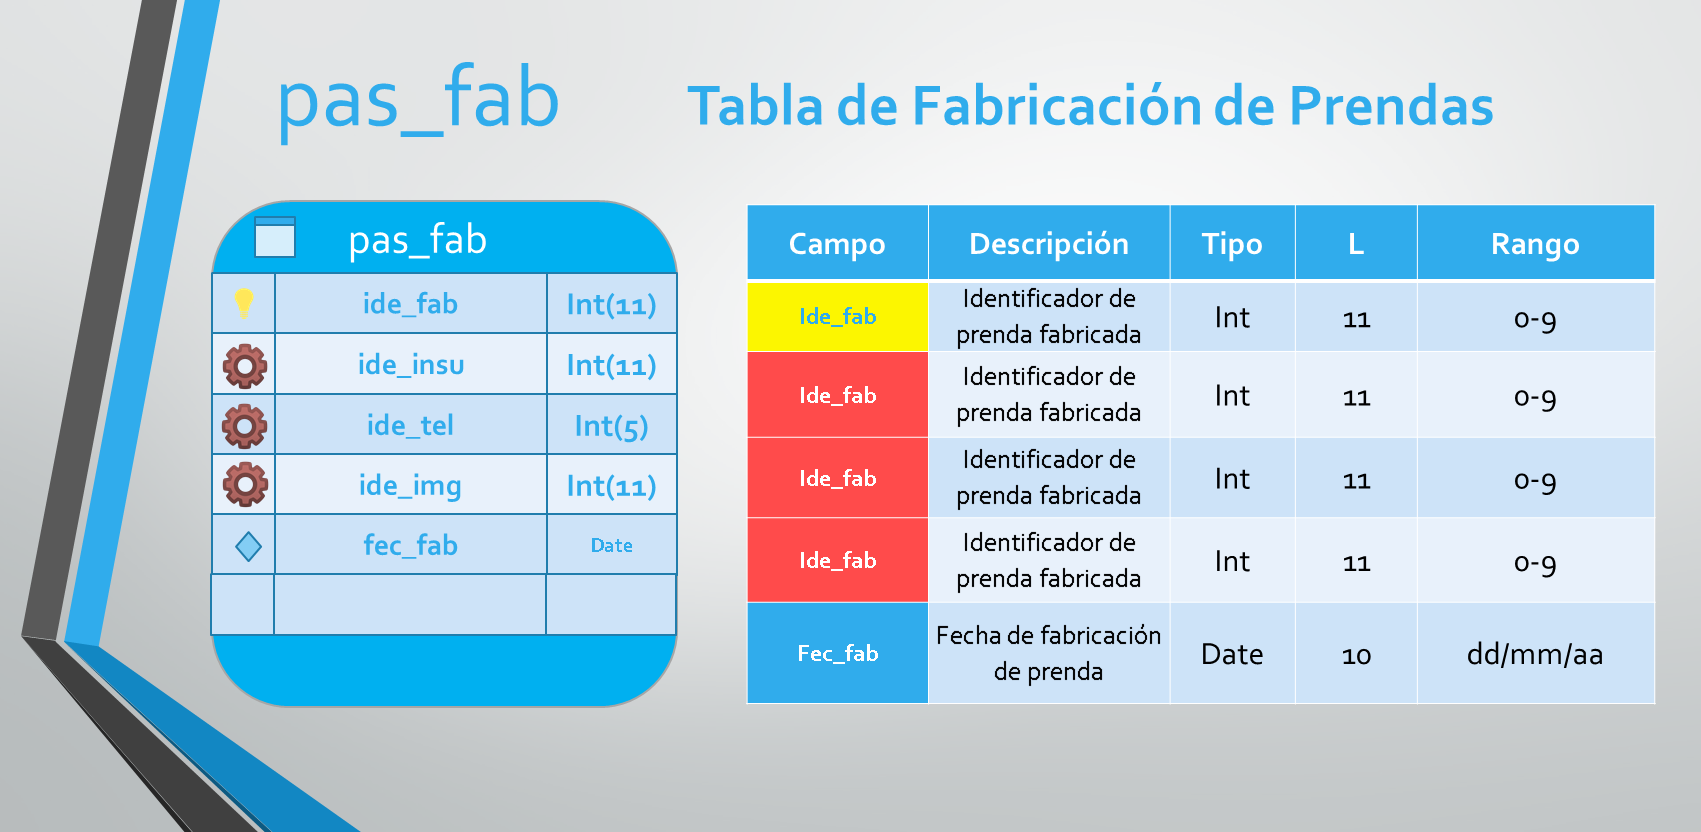 pas_fab
Tabla de Fabricación de Prendas
pas_fab
ide_fab Int(11)
ide_insu Int(11)
ide_tel Int(5)
ide_img Int(11)
fec_fab Date
Campo Descripción Tipo L Rango
Ide_fab Identificador de prenda fabricada Int 11 0-9
Ide_fab Identificador de prenda fabricada Int 11 0-9
Ide_fab Identificador de prenda fabricada Int 11 0-9
Ide_fab Identificador de prenda fabricada Int 11 0-9
Fec_fab Fecha de fabricación de prenda Date 10 dd/mm/aa